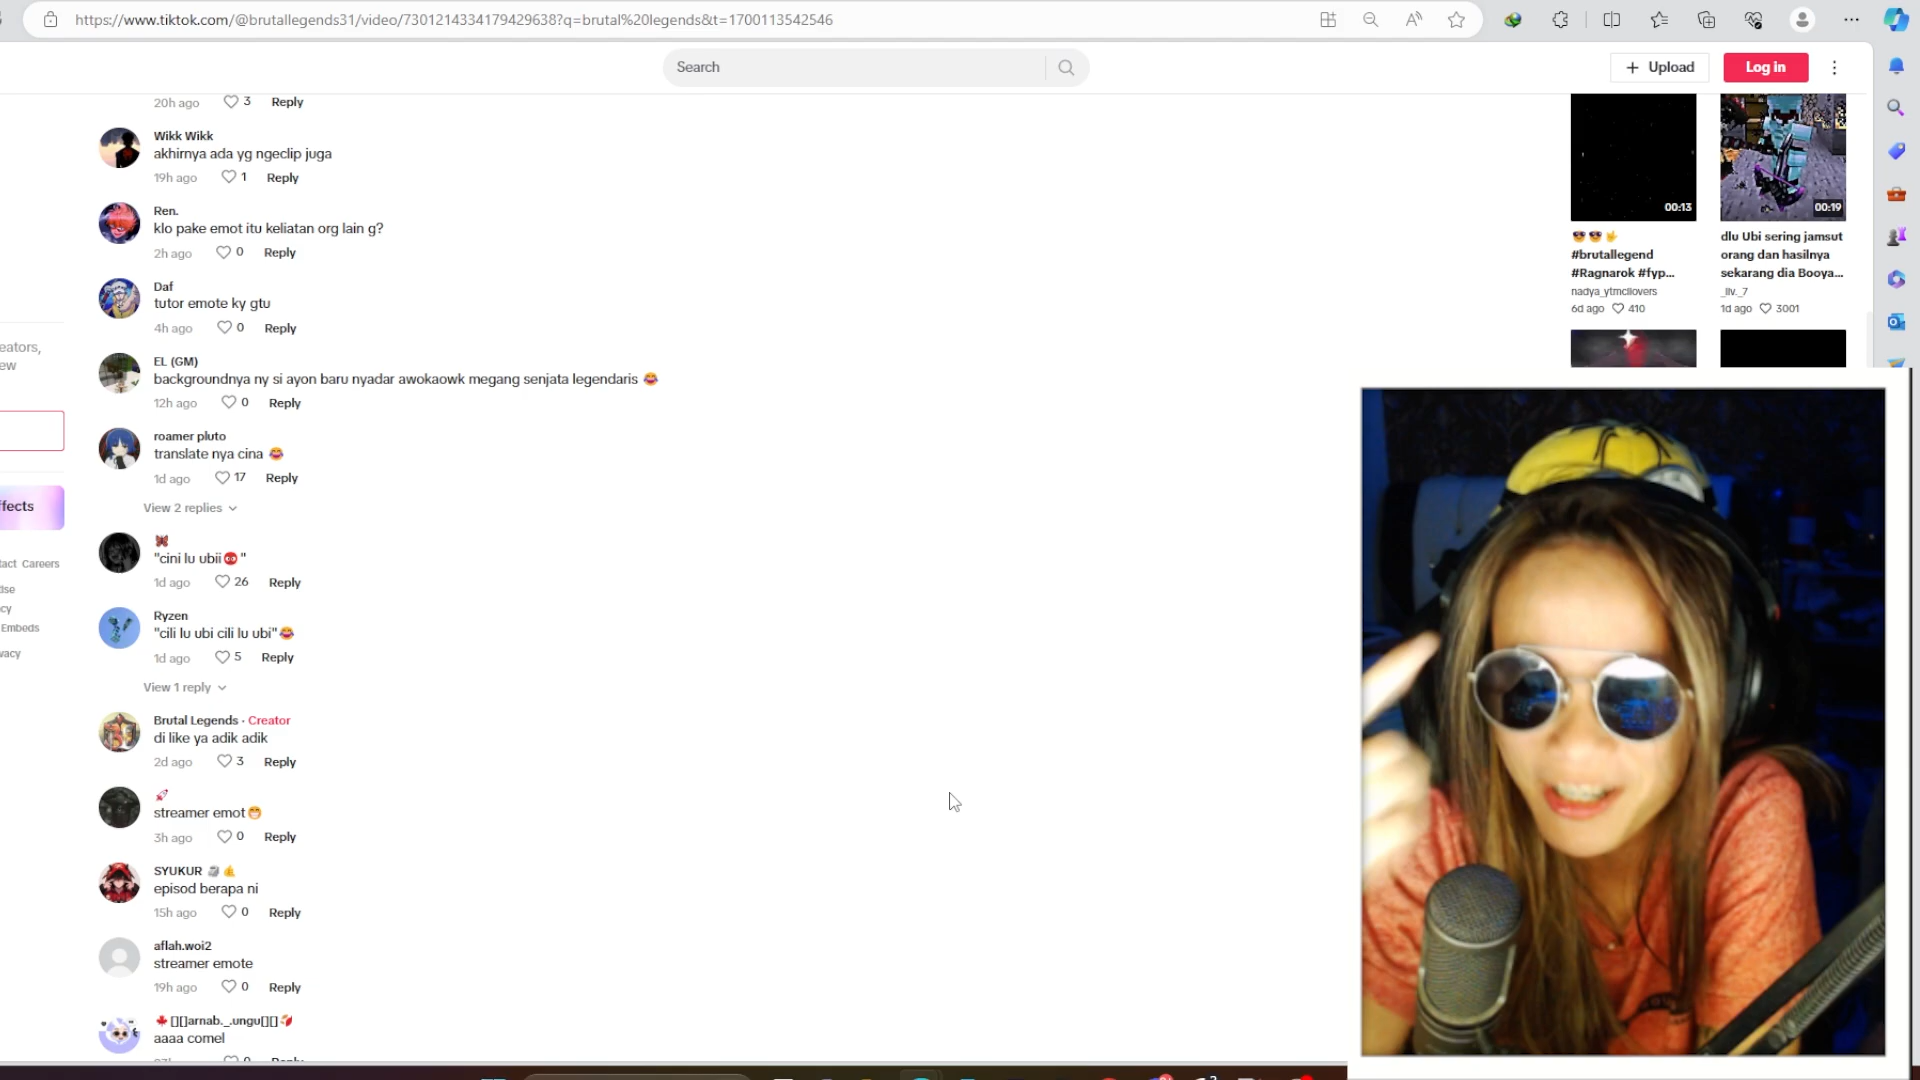 https://www.tiktok.com/@brutallegends31/video/7301214334179429638?q=brutal%20legends&t=1700113542546
Search
Upload
Log in
20h ago 3 Reply
Wikk Wikk
akhirnya ada yg ngeclip juga
19h ago 1 Reply
Ren.
klo pake emot itu keliatan org lain g?
2h ago 0 Reply
Daf
tutor emote ky gtu
4h ago 0 Reply
EL (GM)
backgroundnya ny si ayon baru nyadar awokaowk megang senjata legendaris 😂
12h ago 0 Reply
roamer pluto
translate nya cina 😂
1d ago 17 Reply
View 2 replies
"cini lu ubii "
1d ago 26 Reply
Ryzen
"cili lu ubi cili lu ubi"😂
1d ago 5 Reply
View 1 reply
Brutal Legends · Creator
di like ya adik adik
2d ago 3 Reply
🚀
streamer emot😁
3h ago 0 Reply
SYUKUR
episod berapa ni
15h ago 0 Reply
aflah.woi2
streamer emote
19h ago 0 Reply
🍁[][]arnab._.ungu[][]
aaaa comel
eators,
ew
ffects
tact Careers
cy
Embeds
vacy
00:13
😎😎🤟
#brutallegend
#Ragnarok #fyp...
nadya_ytmcllovers
6d ago 410
00:19
dlu Ubi sering jamsut
orang dan hasilnya
sekarang dia Booya...
_liv._7
1d ago 3001